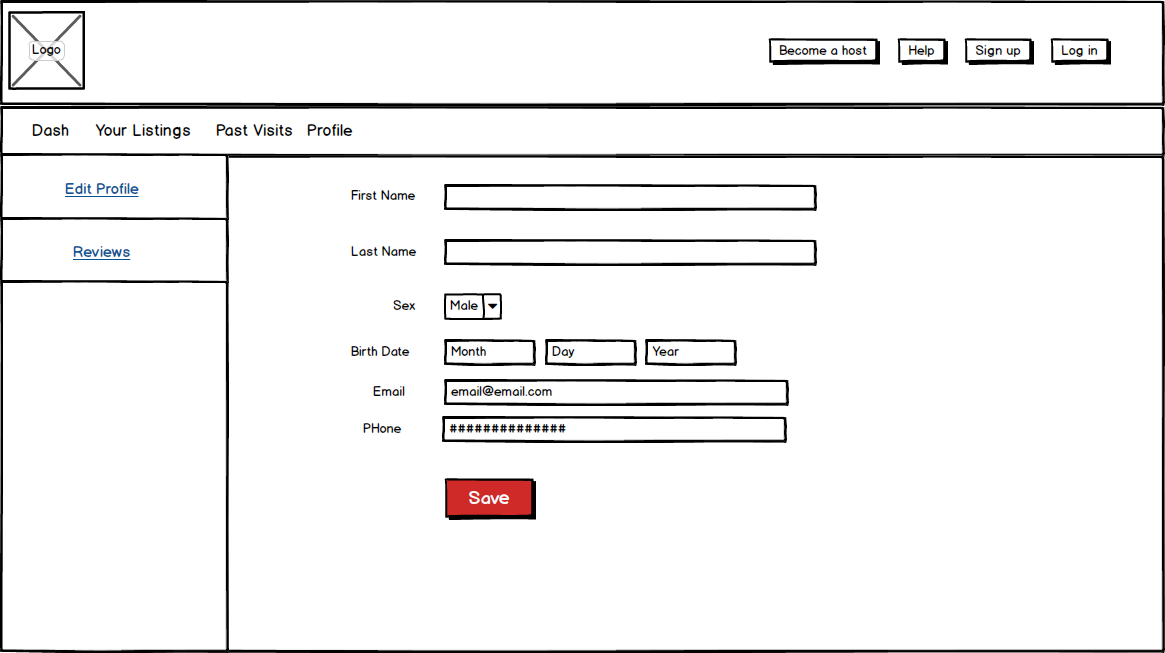 Logo
Become a host Help Sign up Log in
Dash Your Listings Past Visits Profile
Edit Profile
Reviews
First Name
Last Name
Sex Male
Birth Date Month Day Year
Email email@email.com
PHone ##############
Save